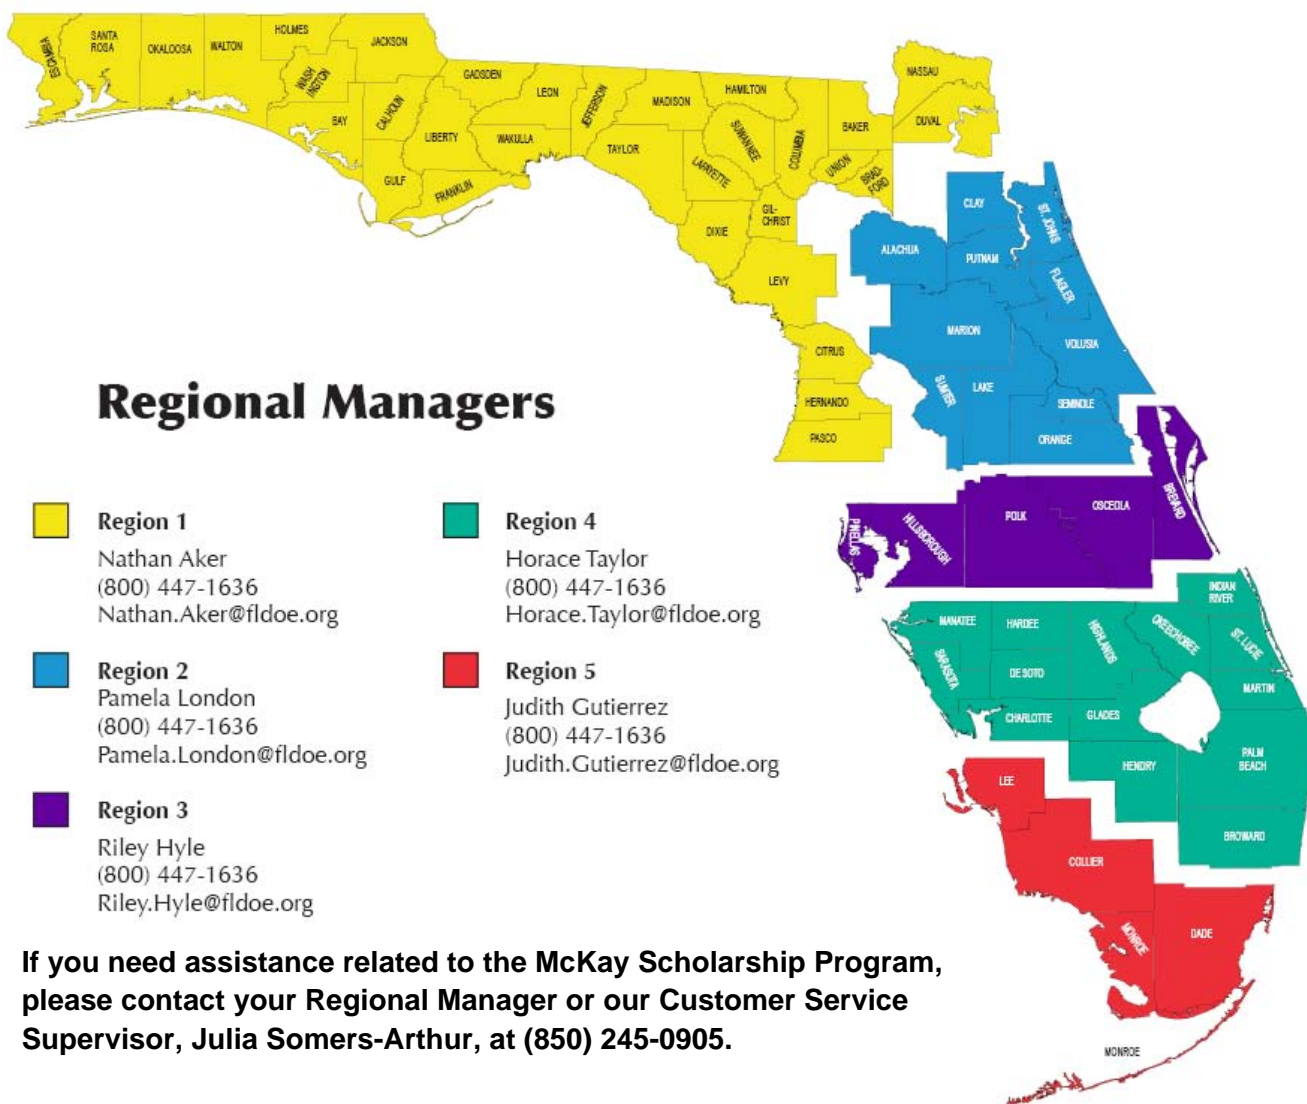 ESCAMBIA
SANTA
ROSA
OKALOOSA
WALTON
HOLMES
WASH
INGTON
JACKSON
BAY
CALHOUN
GULF
GADSDEN
LIBERTY
FRANKLIN
LEON
WAKULLA
JEFFERSON
MADISON
TAYLOR
HAMILTON
SUWANNEE
LAFAYETTE
COLUMBIA
BAKER
UNION
BRAD-
FORD
NASSAU
DUVAL
GIL-
CHRIST
DIXIE
LEVY
CITRUS
HERNANDO
PASCO
CLAY
ST. JOHNS
ALACHUA
PUTNAM
FLAGLER
MARION
VOLUSIA
SUMTER
LAKE
SEMINOLE
ORANGE
PINELLAS
HILLSBOROUGH
POLK
OSCEOLA
BREVARD
INDIAN
RIVER
MANATEE
HARDEE
HIGHLANDS
OKEECHOBEE
ST. LUCIE
SARASOTA
DE SOTO
MARTIN
CHARLOTTE
GLADES
HENDRY
PALM
BEACH
BROWARD
LEE
COLLIER
MONROE
DADE
MONROE
Regional Managers
Region 1
Nathan Aker
(800) 447-1636
Nathan.Aker@fldoe.org
Region 2
Pamela London
(800) 447-1636
Pamela.London@fldoe.org
Region 3
Riley Hyle
(800) 447-1636
Riley.Hyle@fldoe.org
Region 4
Horace Taylor
(800) 447-1636
Horace.Taylor@fldoe.org
Region 5
Judith Gutierrez
(800) 447-1636
Judith.Gutierrez@fldoe.org
If you need assistance related to the McKay Scholarship Program,
please contact your Regional Manager or our Customer Service
Supervisor, Julia Somers-Arthur, at (850) 245-0905.